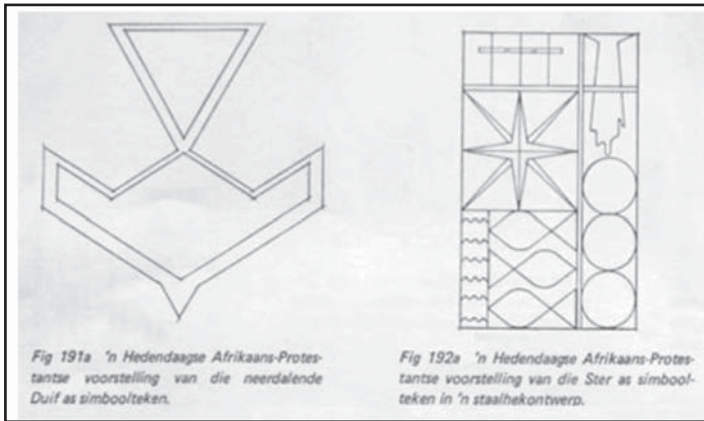 Fig 191a 'n Hedendaagse Afrikaans-Protes-
tantse voorstelling van die neerdalende
Duif as simboolteken.
Fig 192a 'n Hedendaagse Afrikaans-Protes-
tantse voorstelling van die Ster as simbool-
teken in 'n staalhekontwerp.